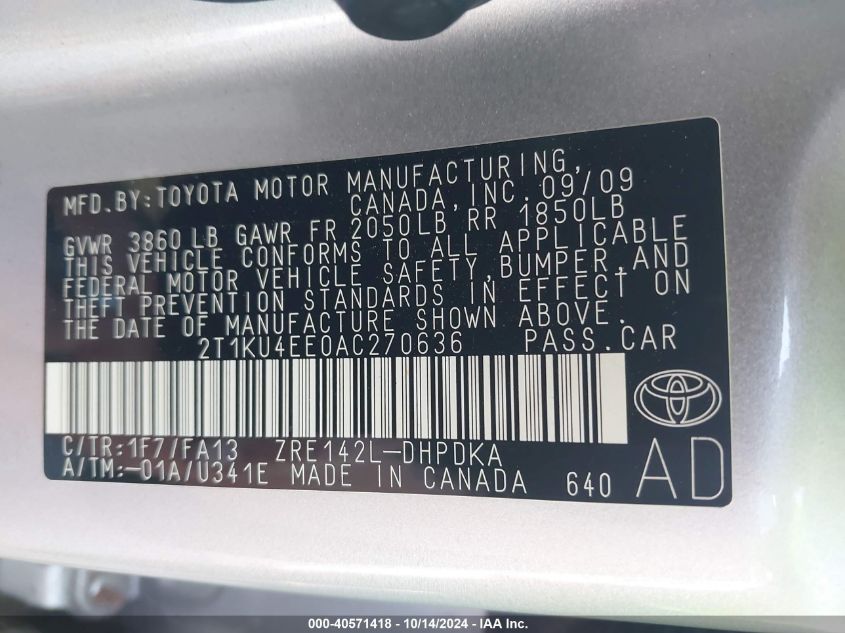 MFD.BY:TOYOTA MOTOR MANUFACTURING,
CANADA,INC. 09/09
GVWR 3860 LB GAWR FR 2050LB RR 1850LB
THIS VEHICLE CONFORMS TO ALL APPLICABLE
FEDERAL MOTOR VEHICLE SAFETY,BUMPER,AND
THEFT PREVENTION STANDARDS IN EFFECT ON
THE DATE OF MANUFACTURE SHOWN ABOVE.
2T1KU4EE0AC270636 PASS.CAR
C/TR:1F7/FA13 ZRE142L-DHPDKA
A/TM:-01A/U341E MADE IN CANADA 640
AD
000-40571418 - 10/14/2024 - IAA Inc.